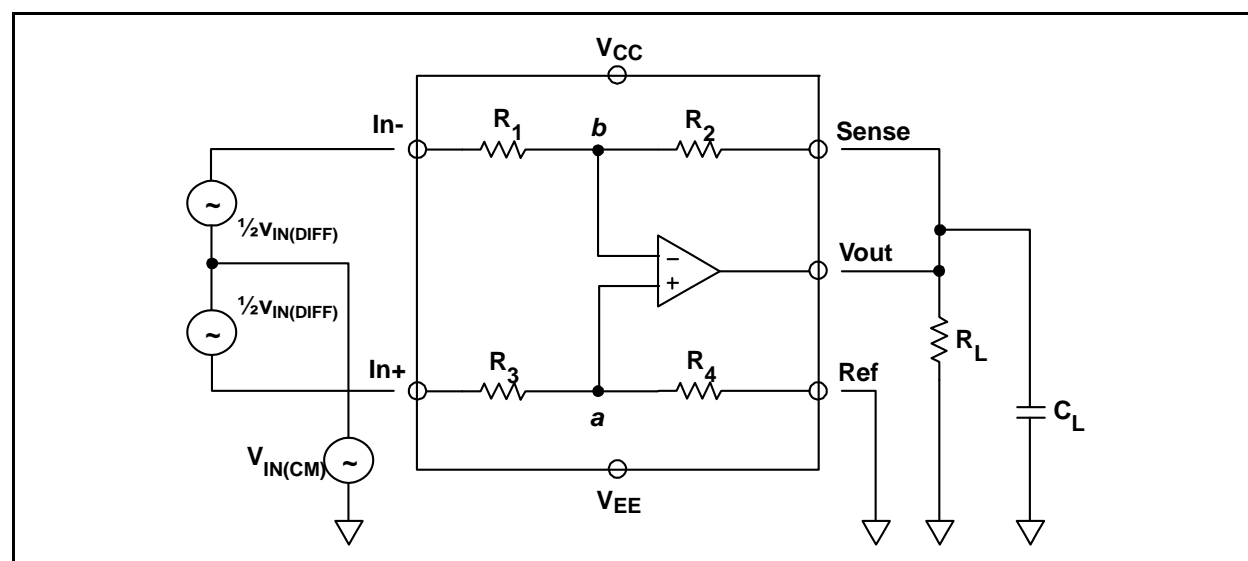 VCC
In-
R1
b
R2
Sense
~
½vIN(DIFF)
−
+
Vout
~
½vIN(DIFF)
RL
In+
R3
a
R4
Ref
CL
VIN(CM)
~
VEE